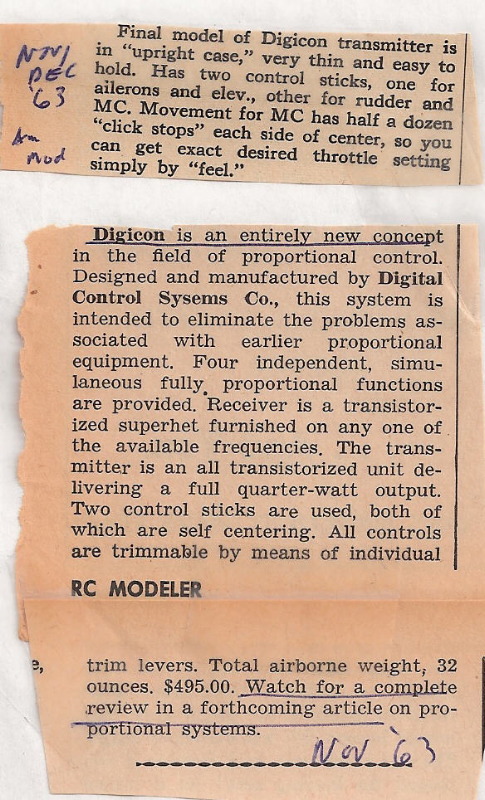 Nov/
Dec
'63
Am
Mod
Final model of Digicon transmitter is
in "upright case," very thin and easy to
hold. Has two control sticks, one for
ailerons and elev., other for rudder and
MC. Movement for MC has half a dozen
"click stops" each side of center, so you
can get exact desired throttle setting
simply by "feel."
Digicon is an entirely new concept
in the field of proportional control.
Designed and manufactured by Digital
Control Sysems Co., this system is
intended to eliminate the problems as-
sociated with earlier proportional
equipment. Four independent, simu-
laneous fully proportional functions
are provided. Receiver is a transistor-
ized superhet furnished on any one of
the available frequencies. The trans-
mitter is an all transistorized unit de-
livering a full quarter-watt output.
Two control sticks are used, both of
which are self centering. All controls
are trimmable by means of individual
RC MODELER
e,
trim levers. Total airborne weight, 32
ounces. $495.00. Watch for a complete
review in a forthcoming article on pro-
portional systems.
Nov '63